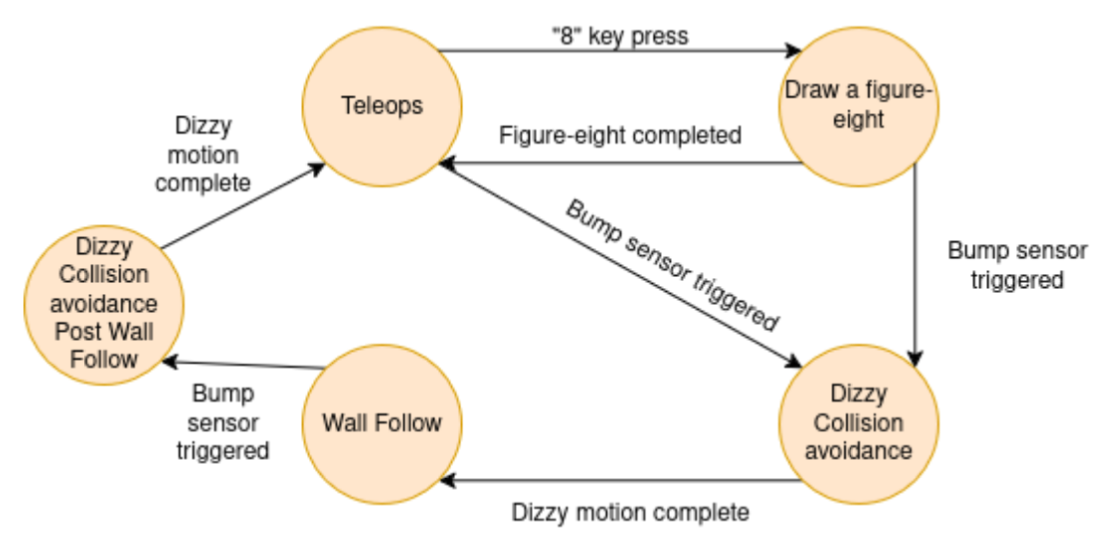 "8" key press
Teleops
Draw a figure-
eight
Figure-eight completed
Dizzy
motion
complete
Bump sensor triggered
Bump sensor
triggered
Dizzy
Collision
avoidance
Post Wall
Follow
Bump
sensor
triggered
Wall Follow
Dizzy
Collision
avoidance
Dizzy motion complete